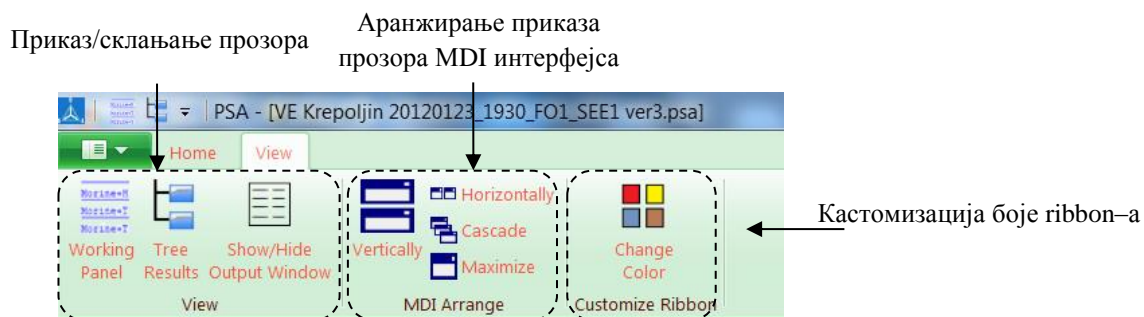 Приказ/склањање прозора
Аранжирање приказа
прозора MDI интерфејса
PSA - [VE Krepoljin 20120123_1930_FO1_SEE1 ver3.psa]
Home View
Working
Panel
Tree
Results
Show/Hide
Output Window
View
Vertically
Horizontally
Cascade
Maximize
MDI Arrange
Change
Color
Customize Ribbon
Кастомизација боје ribbon–а